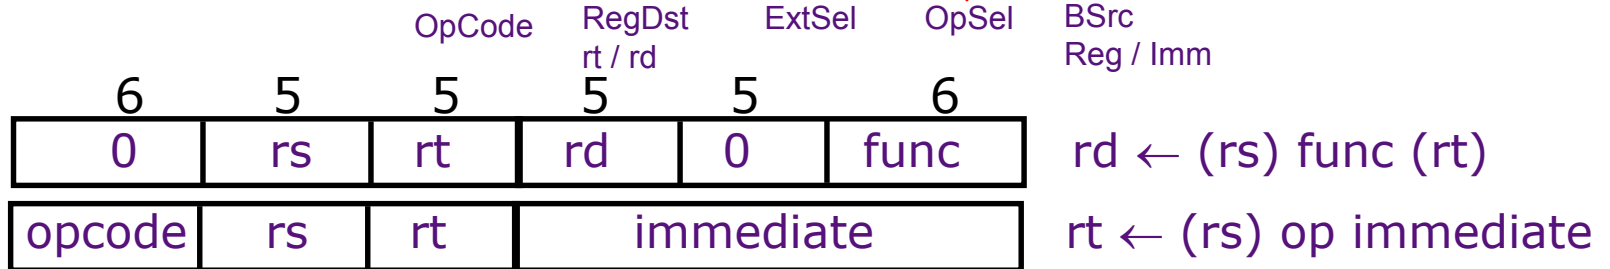 OpCode RegDst ExtSel OpSel BSrc
rt / rd Reg / Imm
6 5 5 5 5 6
0 rs rt rd 0 func rd ← (rs) func (rt)
opcode rs rt immediate rt ← (rs) op immediate